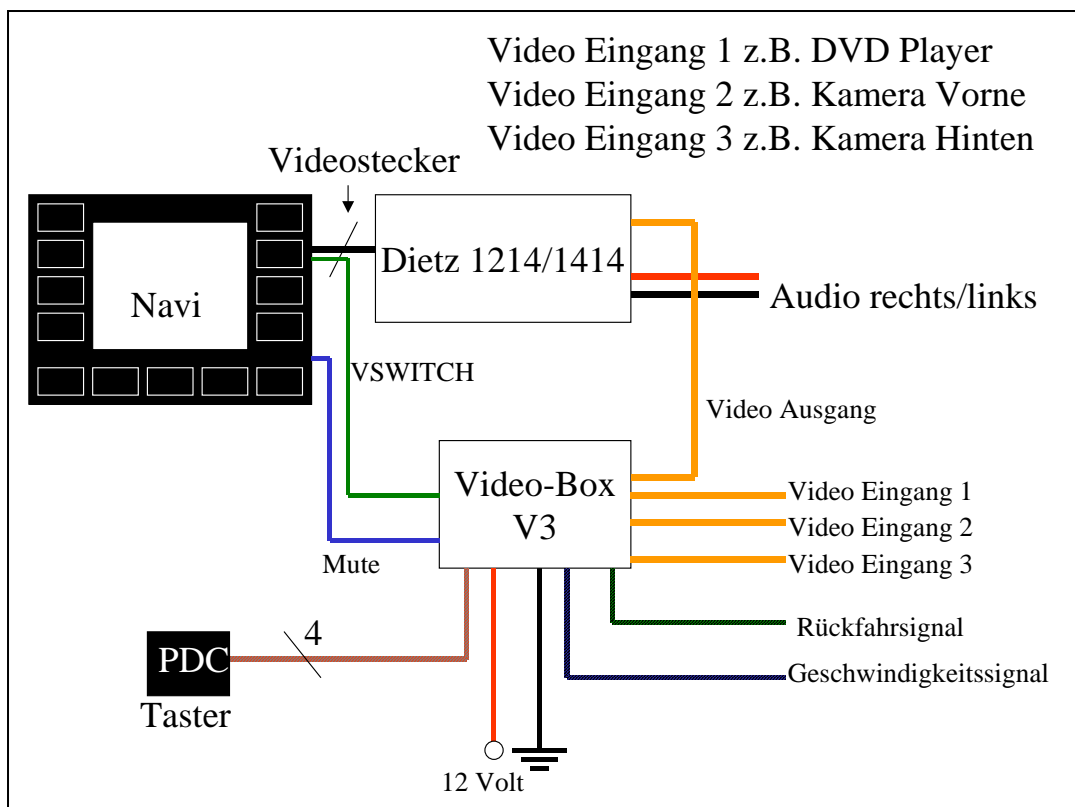 Video Eingang 1 z.B. DVD Player
Video Eingang 2 z.B. Kamera Vorne
Video Eingang 3 z.B. Kamera Hinten
Videostecker
Navi
Dietz 1214/1414
Audio rechts/links
VSWITCH
Video Ausgang
Video-Box
V3
Video Eingang 1
Video Eingang 2
Video Eingang 3
Mute
4
PDC
Taster
Rückfahrsignal
Geschwindigkeitssignal
12 Volt